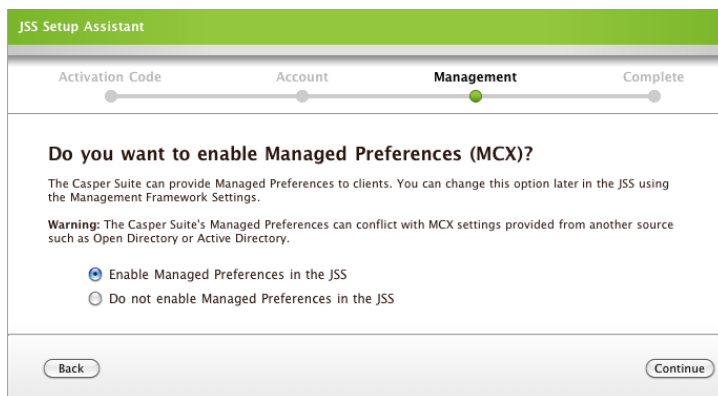 JSS Setup Assistant
Activation Code Account Management Complete
Do you want to enable Managed Preferences (MCX)?
The Casper Suite can provide Managed Preferences to clients. You can change this option later in the JSS using
the Management Framework Settings.
Warning: The Casper Suite's Managed Preferences can conflict with MCX settings provided from another source
such as Open Directory or Active Directory.
Enable Managed Preferences in the JSS
Do not enable Managed Preferences in the JSS
Back Continue